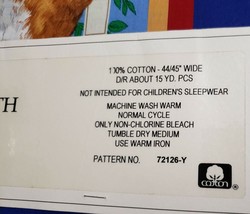 100% COTTON - 44/45" WIDE
D/R ABOUT 15 YD. PCS
NOT INTENDED FOR CHILDREN'S SLEEPWEAR
TH
MACHINE WASH WARM
NORMAL CYCLE
ONLY NON-CHLORINE BLEACH
TUMBLE DRY MEDIUM
USE WARM IRON
PATTERN NO. 72126-Y
COTTON